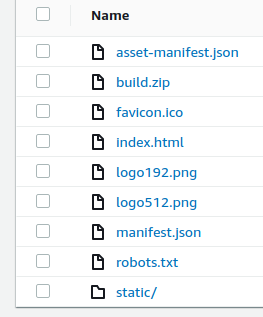 Name
asset-manifest.json
build.zip
favicon.ico
index.html
logo192.png
logo512.png
manifest.json
robots.txt
static/